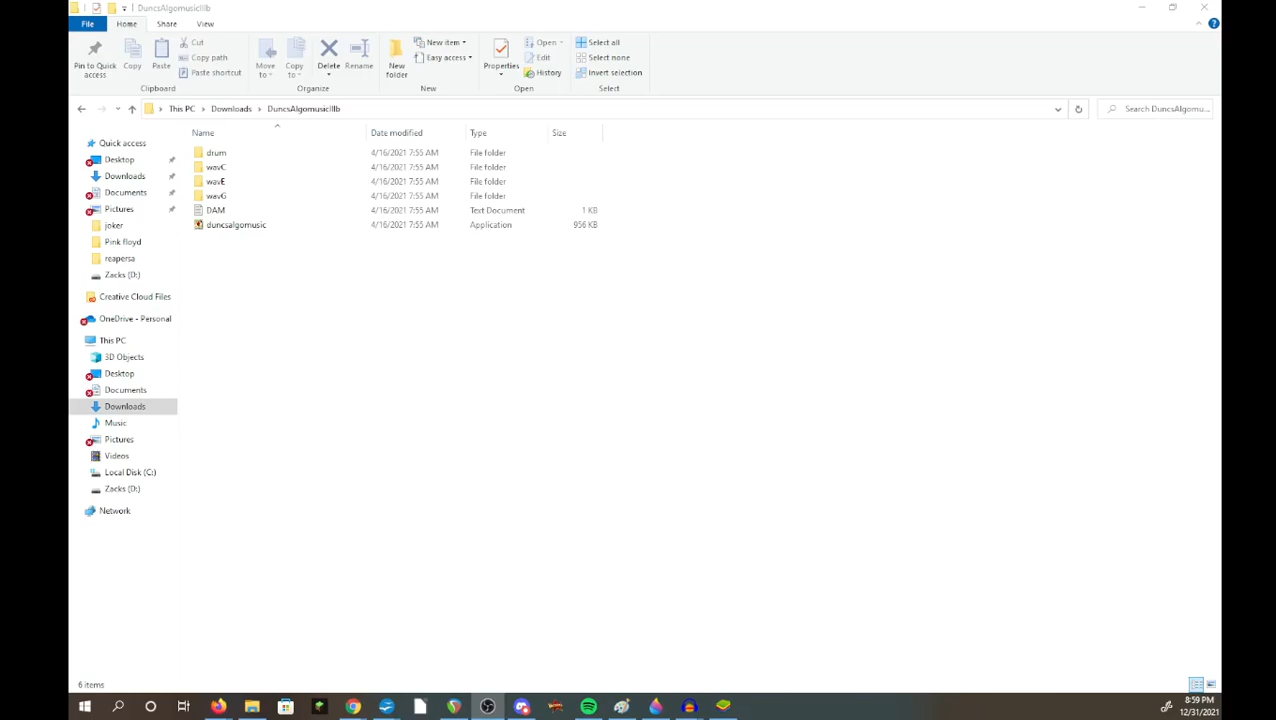 DuncsAlgomusicIIIb
File Home Share View
Pin to Quick access
Copy
Paste
Cut
Copy path
Paste shortcut
Clipboard
Move to
Copy to
Delete
Rename
Organize
New folder
New item
Easy access
New
Properties
Open
Edit
History
Open
Select all
Select none
Invert selection
Select
This PC > Downloads > DuncsAlgomusicIIIb
Search DuncsAlgomu...
Name Date modified Type Size
drum 4/16/2021 7:55 AM File folder
wavC 4/16/2021 7:55 AM File folder
wavE 4/16/2021 7:55 AM File folder
wavG 4/16/2021 7:55 AM File folder
DAM 4/16/2021 7:55 AM Text Document 1 KB
duncsalgomusic 4/16/2021 7:55 AM Application 956 KB
Quick access
Desktop
Downloads
Documents
Pictures
joker
Pink floyd
reapersa
Zacks (D:)
Creative Cloud Files
OneDrive - Personal
This PC
3D Objects
Desktop
Documents
Downloads
Music
Pictures
Videos
Local Disk (C:)
Zacks (D:)
Network
6 items
8:59 PM
12/31/2021